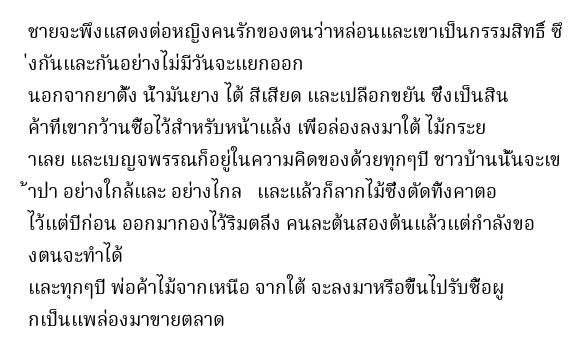 ชายจะพึงแสดงต่อหญิงคนรักของตนว่าหล่อนและเขาเป็นกรรมสิทธิ์ ซึ
่งกันและกันอย่างไม่มีวันจะแยกออก
นอกจากยาตั้ง น้ำมันยาง ไต้ สีเสียด และเปลือกขยัน ซึ่งเป็นสิน
ค้าที่เขากว้านซื้อไว้สำหรับหน้าแล้ง เพื่อล่องลงมาใต้ ไม้กระย
าเลย และเบญจพรรณก็อยู่ในความคิดของด้วยทุกๆปี ชาวบ้านนั้นจะเข
้าป่า อย่างใกล้และ อย่างไกล   และแล้วก็ลากไม้ซึ่งตัดทิ้งคาตอ
ไว้แต่ปีก่อน ออกมากองไว้ริมตลิ่ง คนละต้นสองต้นแล้วแต่กำลังขอ
งตนจะทำได้
และทุกๆปี พ่อค้าไม้จากเหนือ จากใต้ จะลงมาหรือขึ้นไปรับซื้อผู
กเป็นแพล่องมาขายตลาด